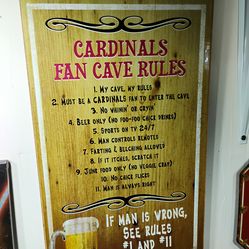 CARDINALS
FAN CAVE RULES
1. MY CAVE, MY RULES
2. MUST BE A CARDINALS FAN TO ENTER THE CAVE
3. NO WHININ' OR CRYIN'
4. BEER ONLY (NO FOO-FOO DRINKS)
5. SPORTS ON TV 24/7
6. MAN CONTROLS REMOTES
7. FARTING & BELCHING ALLOWED
8. IF IT ITCHES, SCRATCH IT
9. JUNK FOOD ONLY (NO VEGGIE CRAP)
10. NO CHICK FLICKS
11. MAN IS ALWAYS RIGHT
IF MAN IS WRONG,
SEE RULES
#1 AND #11